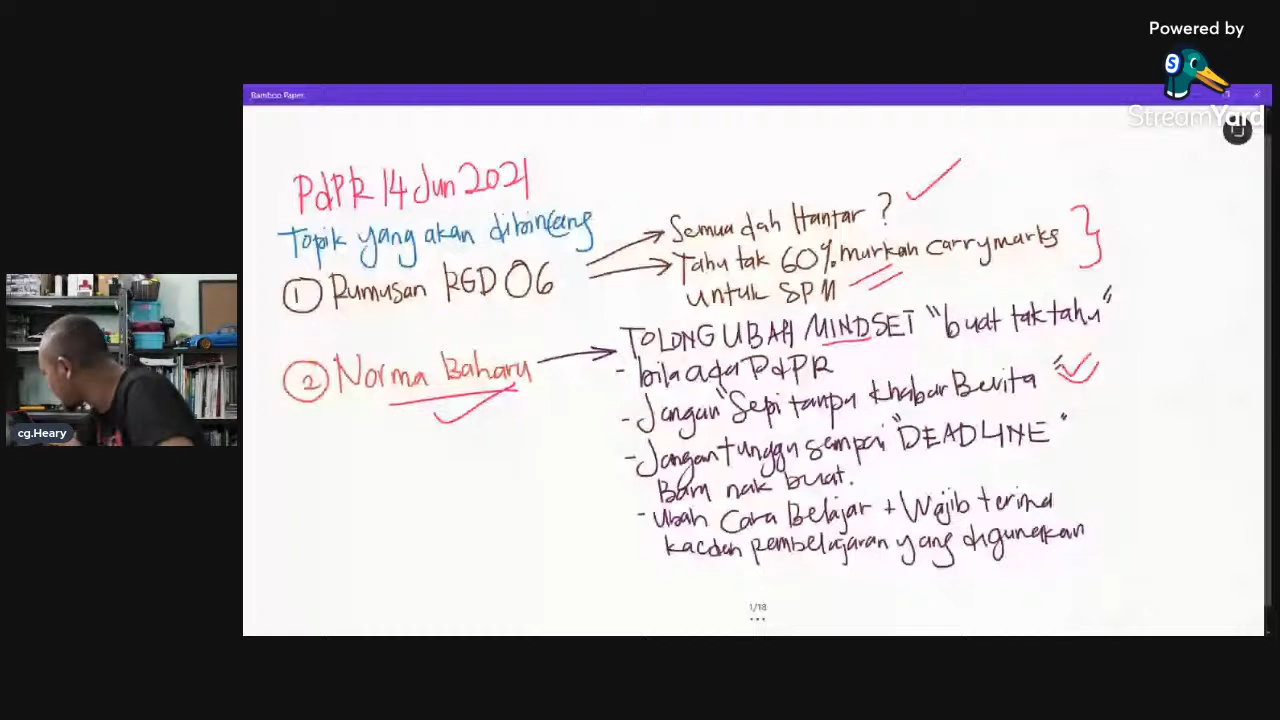 Powered by
StreamYard
Bamboo Paper
PdPR 14 Jun 2021
Topik yang akan dibincang
① Rumusan RGD 06
Semua dah Hantar ?
Tahu tak 60% markah carrymarks
untuk SPM
② Norma Baharu
TOLONG UBAH MINDSET "buat tak tahu"
- bila ada PdPR
- Jangan "Sepi tanpa khabar Berita"
- Jangan tunggu sampai "DEADLINE"
Baru nak buat.
- Ubah Cara Belajar + Wajib terima
kaedah pembelajaran yang digunakan
1/18
cg.Heary